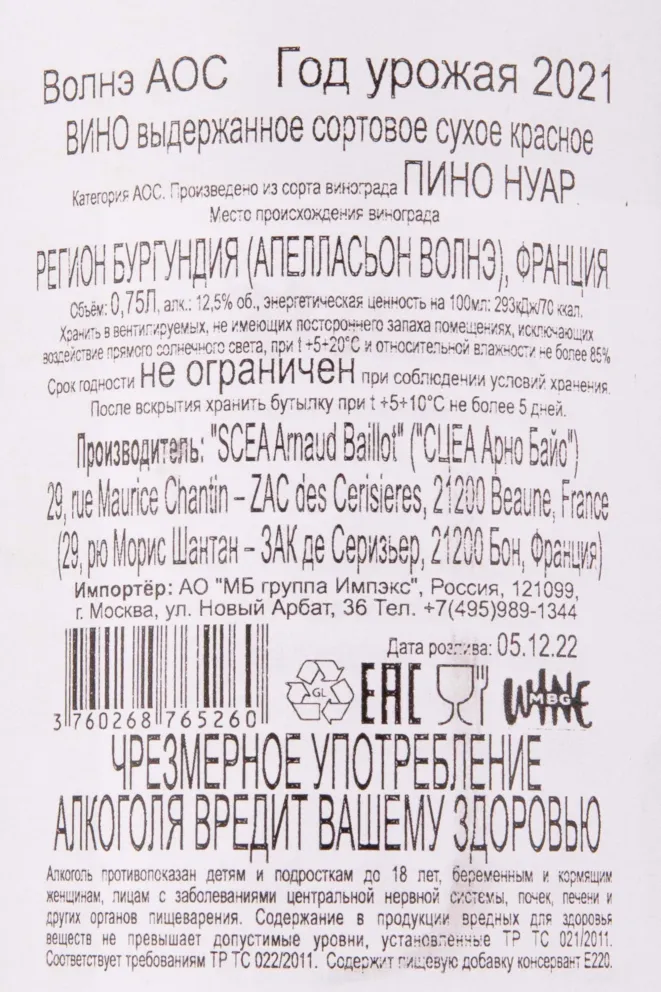 Волнэ АОС Год урожая 2021
ВИНО выдержанное сортовое сухое красное
Категория АОС. Произведено из сорта винограда ПИНО НУАР
Место происхождения винограда
РЕГИОН БУРГУНДИЯ (АПЕЛЛАСЬОН ВОЛНЭ), ФРАНЦИЯ
Объём: 0,75Л, алк.: 12,5% об., энергетическая ценность на 100мл: 293кДж/70 ккал.
Хранить в вентилируемых, не имеющих постороннего запаха помещениях, исключающих
воздействие прямого солнечного света, при t +5+20°С и относительной влажности не более 85%
Срок годности не ограничен при соблюдении условий хранения.
После вскрытия хранить бутылку при t +5+10°С не более 5 дней.
Производитель: "SCEA Arnaud Baillot" ("СЦЕА Арно Байо")
29, rue Maurice Chantin – ZAC des Cerisieres, 21200 Beaune, France
(29, рю Морис Шантан – ЗАК де Серизьер, 21200 Бон, Франция)
Импортёр: АО "МБ группа Импэкс", Россия, 121099,
г. Москва, ул. Новый Арбат, 36 Тел. +7(495)989-1344
Дата розлива: 05.12.22
3 760268 765260
GL
EAC
WINE
MBG
ЧРЕЗМЕРНОЕ УПОТРЕБЛЕНИЕ
АЛКОГОЛЯ ВРЕДИТ ВАШЕМУ ЗДОРОВЬЮ
Алкоголь противопоказан детям и подросткам до 18 лет, беременным и кормящим
женщинам, лицам с заболеваниями центральной нервной системы, почек, печени и
других органов пищеварения. Содержание в продукции вредных для здоровья
веществ не превышает допустимые уровни, установленные ТР ТС 021/2011.
Соответствует требованиям ТР ТС 022/2011. Содержит пищевую добавку консервант Е220.